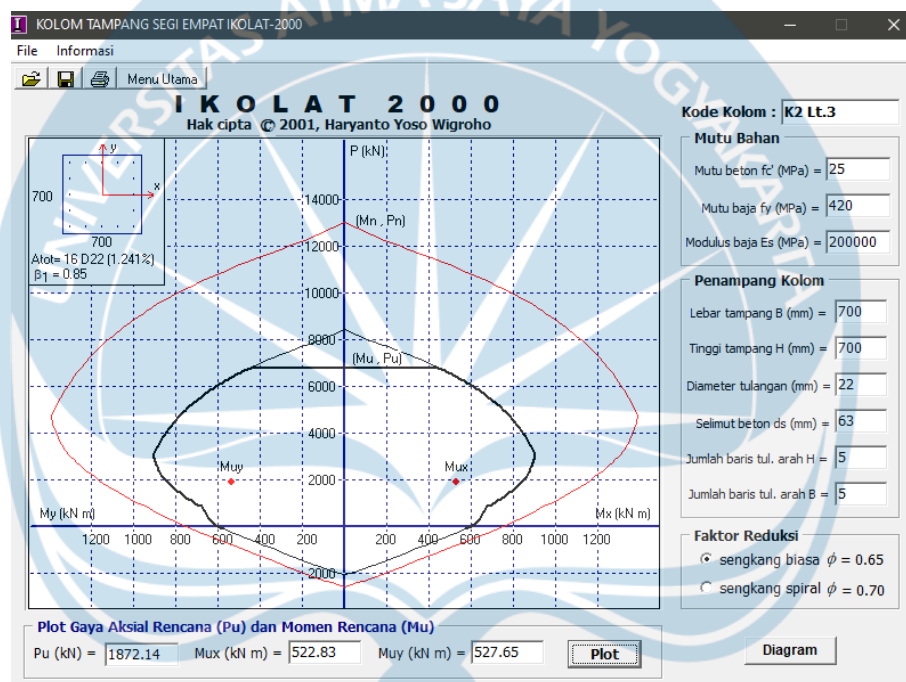 KOLOM TAMPANG SEGI EMPAT IKOLAT-2000
File Informasi
Menu Utama
I K O L A T 2 0 0 0
Hak cipta © 2001, Haryanto Yoso Wigroho
UNIVERSITAS ATMA JAYA YOGYAKARTA
y
x
700
700
Atot= 16 D22 (1.241%)
β1 = 0.85
P (kN)
14000
(Mn , Pn)
12000
10000
8000
(Mu , Pu)
6000
4000
Muy Mux
2000
My (kN m) Mx (kN m)
1200 1000 800 600 400 200 200 400 600 800 1000 1200
2000
Kode Kolom : K2 Lt.3
Mutu Bahan
Mutu beton fc' (MPa) = 25
Mutu baja fy (MPa) = 420
Modulus baja Es (MPa) = 200000
Penampang Kolom
Lebar tampang B (mm) = 700
Tinggi tampang H (mm) = 700
Diameter tulangan (mm) = 22
Selimut beton ds (mm) = 63
Jumlah baris tul. arah H = 5
Jumlah baris tul. arah B = 5
Faktor Reduksi
sengkang biasa ϕ = 0.65
sengkang spiral ϕ = 0.70
Plot Gaya Aksial Rencana (Pu) dan Momen Rencana (Mu)
Pu (kN) = 1872.14 Mux (kN m) = 522.83 Muy (kN m) = 527.65 Plot
Diagram